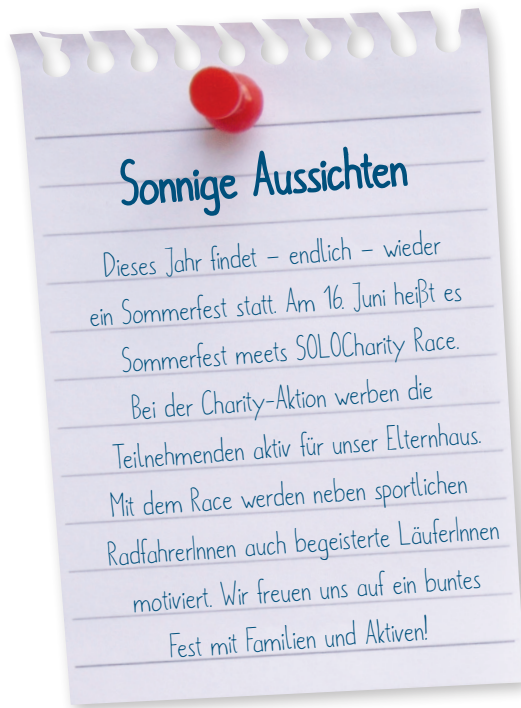 Sonnige Aussichten
Dieses Jahr findet – endlich – wieder
ein Sommerfest statt. Am 16. Juni heißt es
Sommerfest meets SOLOCharity Race.
Bei der Charity-Aktion werben die
Teilnehmenden aktiv für unser Elternhaus.
Mit dem Race werden neben sportlichen
RadfahrerInnen auch begeisterte LäuferInnen
motiviert. Wir freuen uns auf ein buntes
Fest mit Familien und Aktiven!